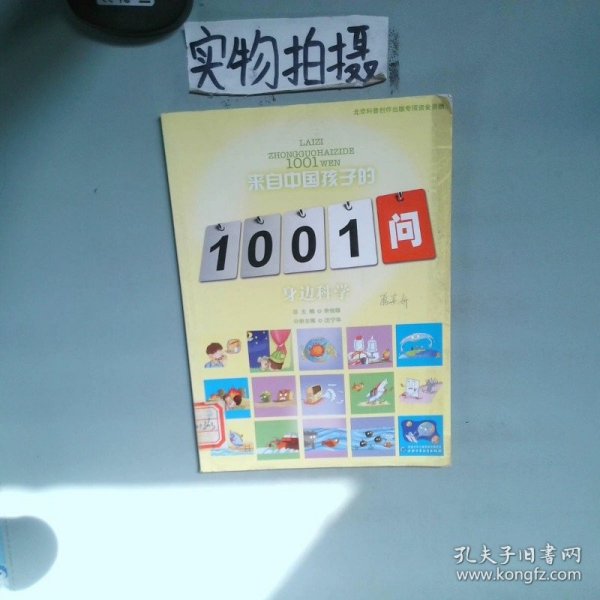 实物拍摄
北京科普创作出版专项资金资助
LAIZI
ZHONGGUOHAIZIDE
1001 WEN
来自中国孩子的
1001问
身边科学
孔夫子旧书网
www.kongfz.com